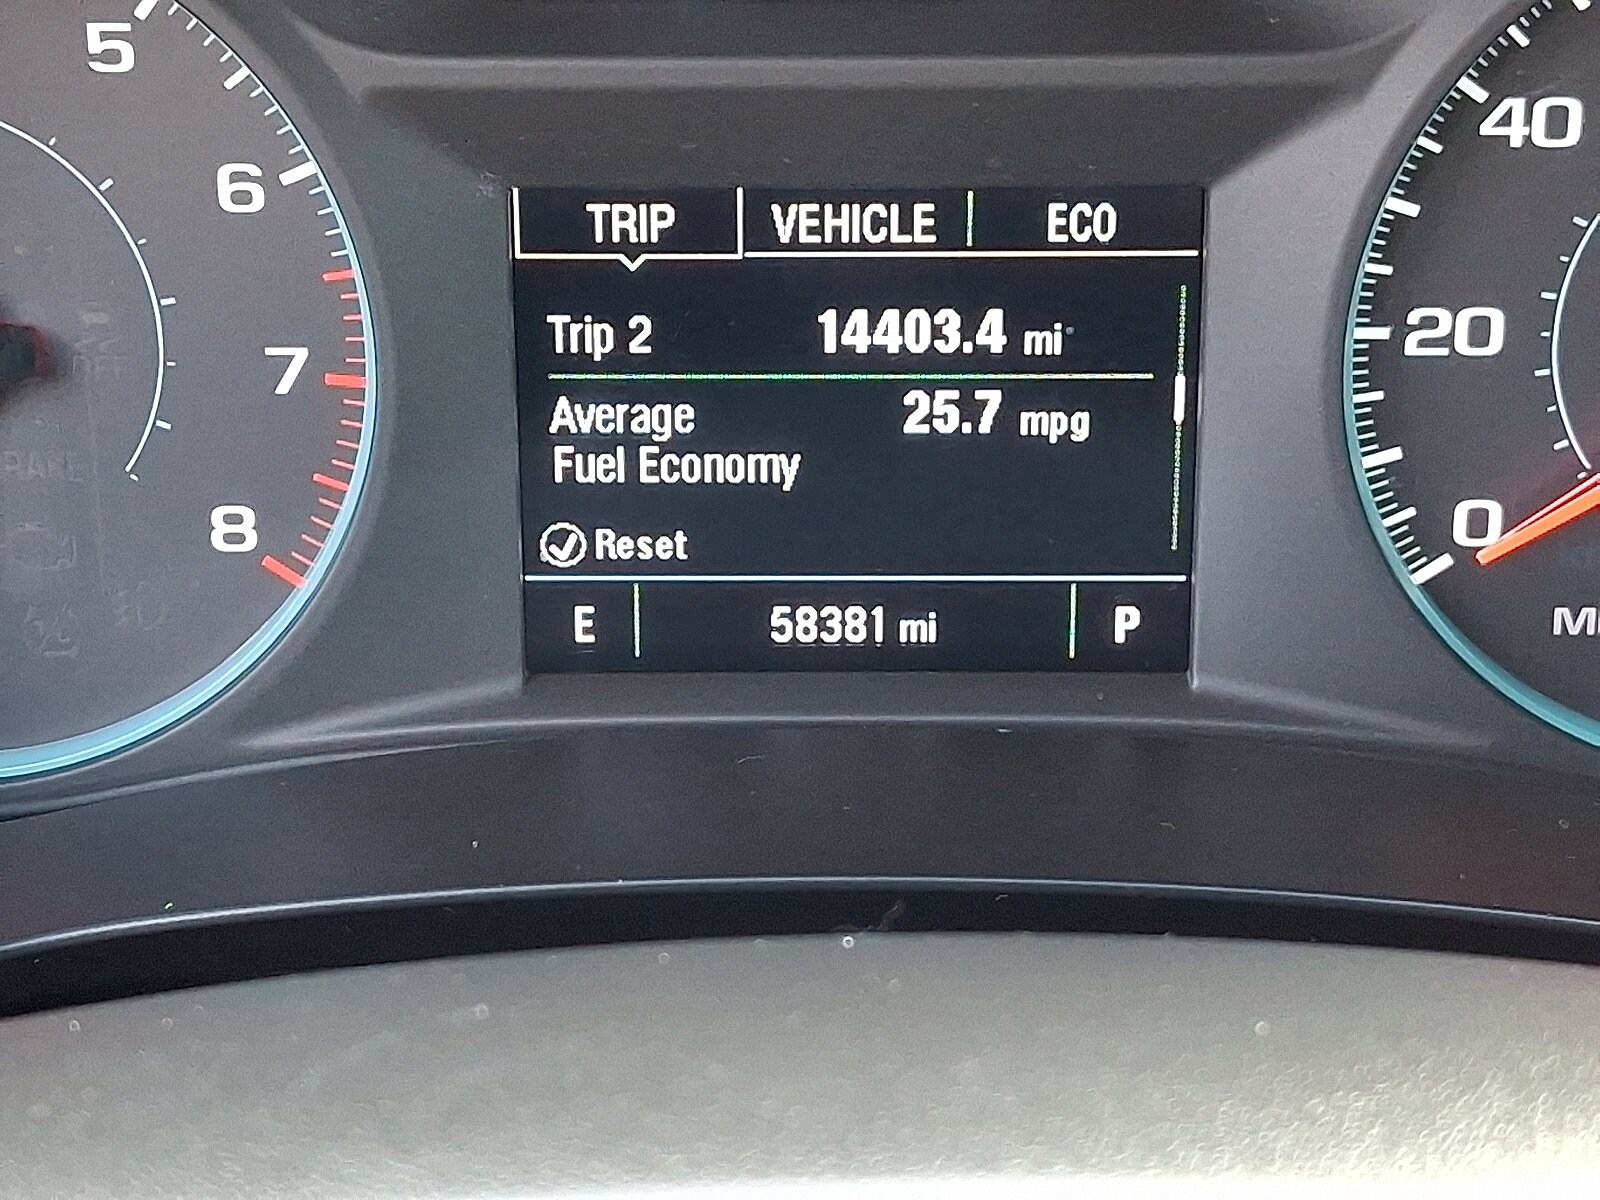 5
6
7
8
TRIP VEHICLE ECO
Trip 2 14403.4 mi
Average 25.7 mpg
Fuel Economy
Reset
E 58381 mi P
40
20
0